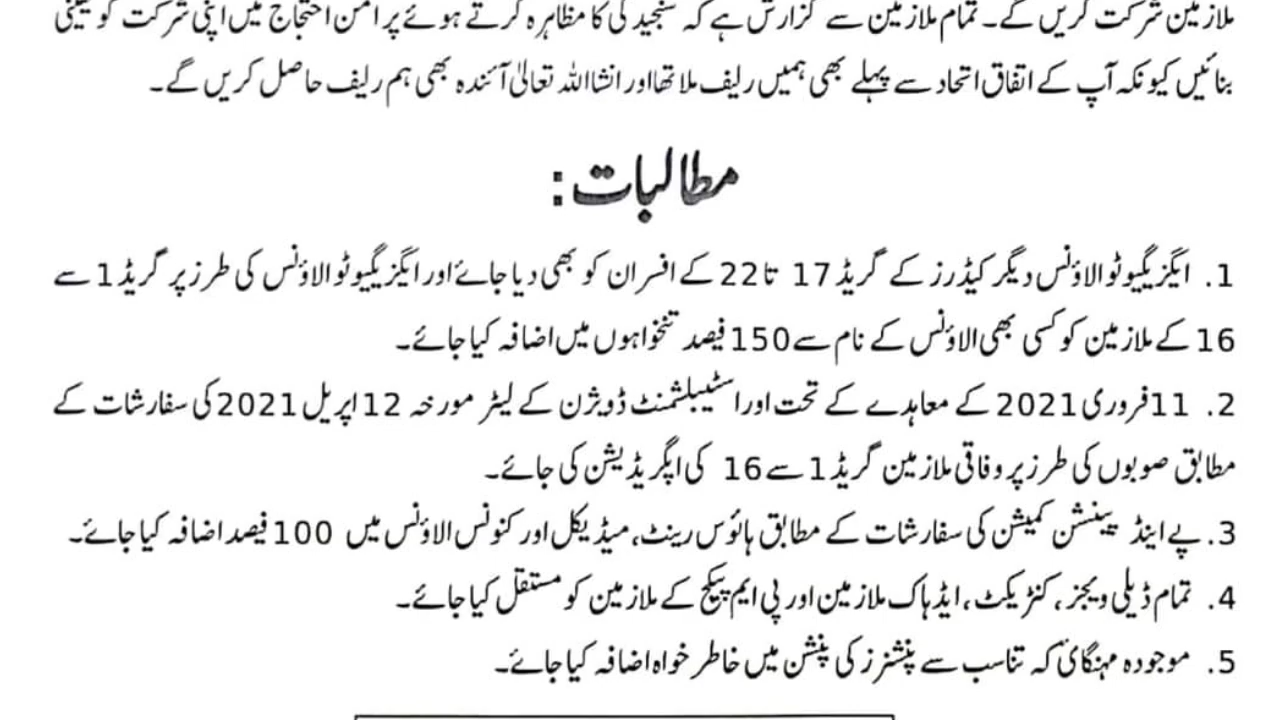 ملازمین شرکت کریں گے۔ تمام ملازمین سے گزارش ہے کہ سنجیدگی کا مظاہرہ کرتے ہوئے پر امن احتجاج میں اپنی شرکت کو یقینی
بنائیں کیونکہ آپ کے اتفاق اتحاد سے پہلے بھی ہمیں ریلیف ملا تھا اور انشااللہ تعالیٰ آئندہ بھی ہم ریلیف حاصل کریں گے۔
مطالبات:
1. ایگزیگیوٹو الاؤنس دیگر کیڈرز کے گریڈ 17 تا 22 کے افسران کو بھی دیا جائے اور ایگزیگیوٹو الاؤنس کی طرز پر گریڈ 1 سے
16 کے ملازمین کو کسی بھی الاؤنس کے نام سے 150 فیصد تنخواہوں میں اضافہ کیا جائے۔
2. 11 فروری 2021 کے معاہدے کے تحت اور اسٹیبلشمنٹ ڈویژن کے لیٹر مورخہ 12 اپریل 2021 کی سفارشات کے
مطابق صوبوں کی طرز پر وفاقی ملازمین گریڈ 1 سے 16 کی اپگریڈیشن کی جائے۔
3. پے اینڈ پینشن کمیشن کی سفارشات کے مطابق ہائوس رینٹ، میڈیکل اور کنونس الاؤنس میں 100 فیصد اضافہ کیا جائے۔
4. تمام ڈیلی ویجز، کنٹریکٹ، ایڈہاک ملازمین اور پی ایم پیکج کے ملازمین کو مستقل کیا جائے۔
5. موجودہ مہنگائ کہ تناسب سے پنشنرز کی پنشن میں خاطر خواہ اضافہ کیا جائے۔